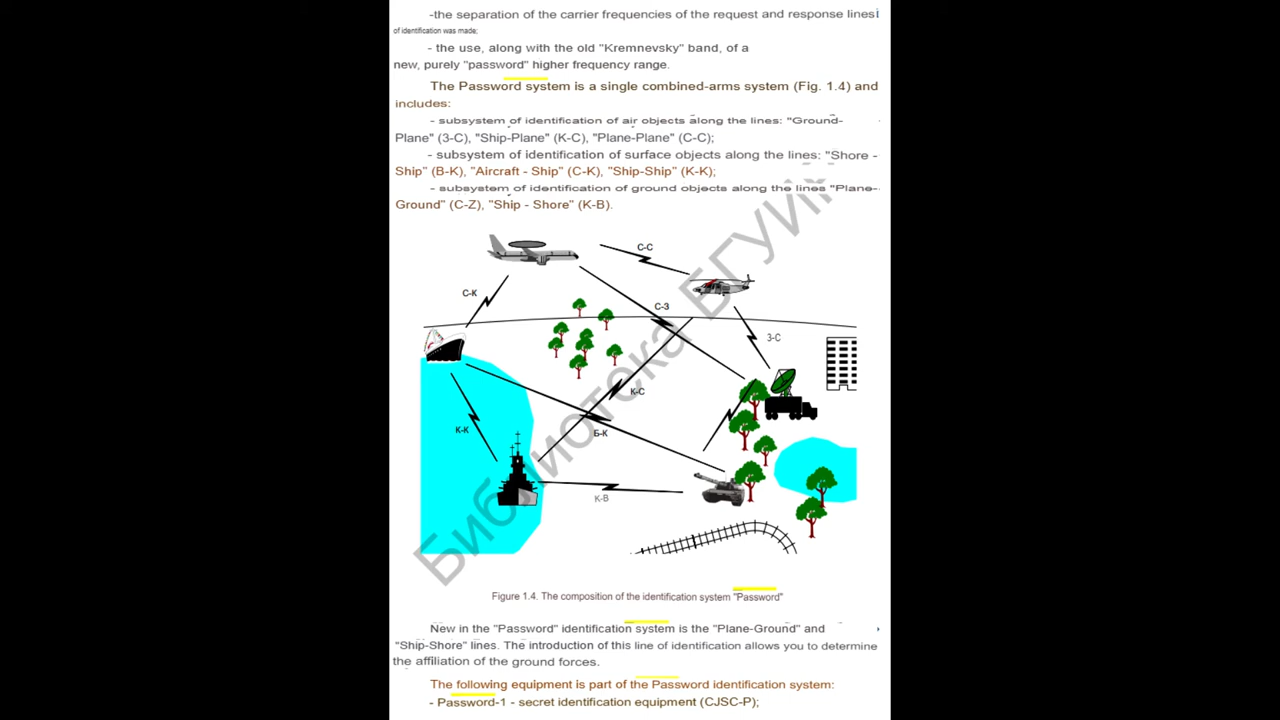 -the separation of the carrier frequencies of the request and response lines
of identification was made;
- the use, along with the old "Kremnevsky" band, of a
new, purely "password" higher frequency range.
The Password system is a single combined-arms system (Fig. 1.4) and
includes:
- subsystem of identification of air objects along the lines: "Ground-
Plane" (3-C), "Ship-Plane" (K-C), "Plane-Plane" (C-C);
- subsystem of identification of surface objects along the lines: "Shore -
Ship" (B-K), "Aircraft - Ship" (C-K), "Ship-Ship" (K-K);
- subsystem of identification of ground objects along the lines "Plane-
Ground" (C-Z), "Ship - Shore" (K-B).
С-С
С-К
С-З
З-С
К-С
Б-К
К-К
К-В
Библиотека БГУИР
Figure 1.4. The composition of the identification system "Password"
New in the "Password" identification system is the "Plane-Ground" and
"Ship-Shore" lines. The introduction of this line of identification allows you to determine
the affiliation of the ground forces.
The following equipment is part of the Password identification system:
- Password-1 - secret identification equipment (CJSC-P);